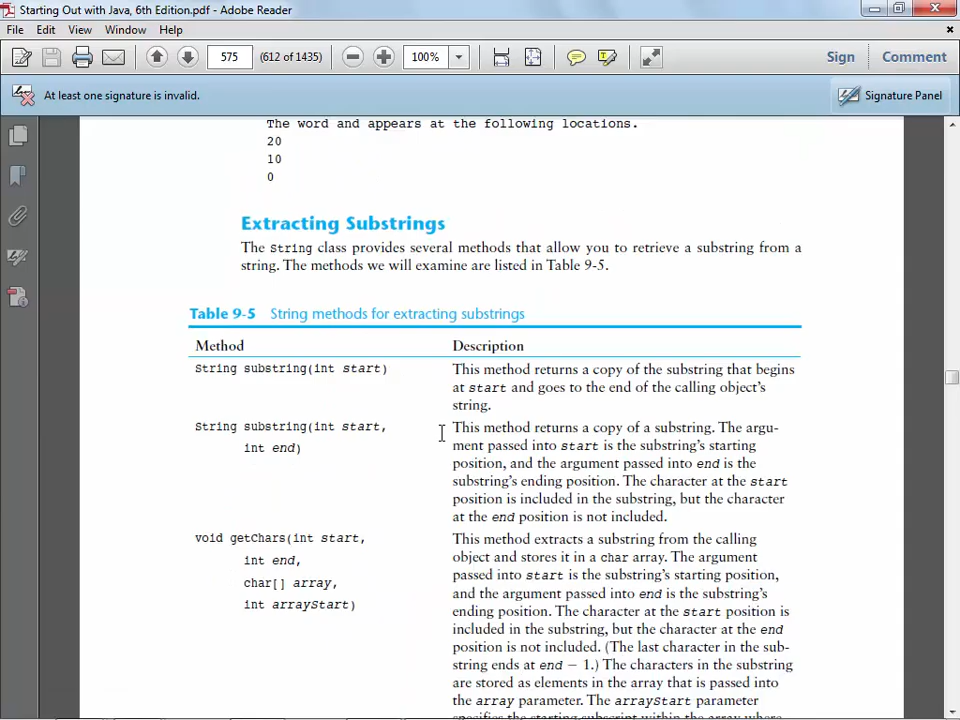 Starting Out with Java, 6th Edition.pdf - Adobe Reader
File Edit View Window Help
575 (612 of 1435) 100% Sign Comment
At least one signature is invalid. Signature Panel
The word and appears at the following locations.
20
10
0
Extracting Substrings
The String class provides several methods that allow you to retrieve a substring from a
string. The methods we will examine are listed in Table 9-5.
Table 9-5 String methods for extracting substrings
Method Description
String substring(int start) This method returns a copy of the substring that begins
at start and goes to the end of the calling object's
string.
String substring(int start, This method returns a copy of a substring. The argu-
int end) ment passed into start is the substring's starting
position, and the argument passed into end is the
substring's ending position. The character at the start
position is included in the substring, but the character
at the end position is not included.
void getChars(int start, This method extracts a substring from the calling
int end, object and stores it in a char array. The argument
char[] array, passed into start is the substring's starting position,
int arrayStart) and the argument passed into end is the substring's
ending position. The character at the start position is
included in the substring, but the character at the end
position is not included. (The last character in the sub-
string ends at end − 1.) The characters in the substring
are stored as elements in the array that is passed into
the array parameter. The arrayStart parameter
specifies the starting subscript within the array where